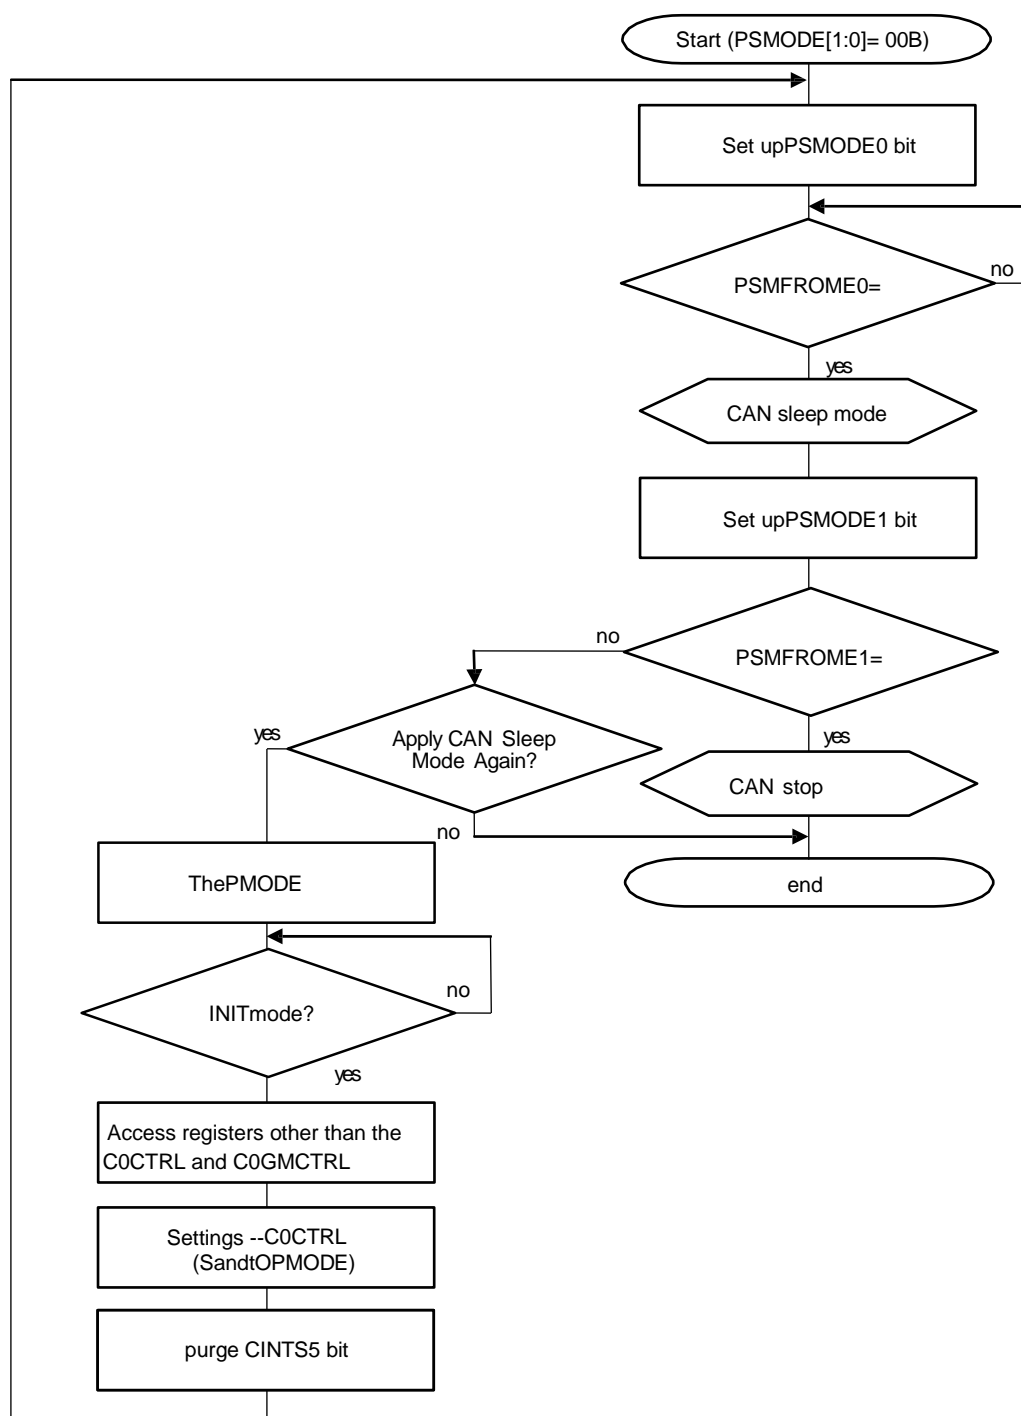 Start (PSMODE[1:0]= 00B)
Set upPSMODE0 bit
PSMFROME0=
no
yes
CAN sleep mode
Set upPSMODE1 bit
no
PSMFROME1=
yes
Apply CAN Sleep
Mode Again?
yes
CAN stop
no
ThePMODE
end
INITmode?
no
yes
Access registers other than the
C0CTRL and C0GMCTRL
Settings --C0CTRL
(SandtOPMODE)
purge CINTS5 bit